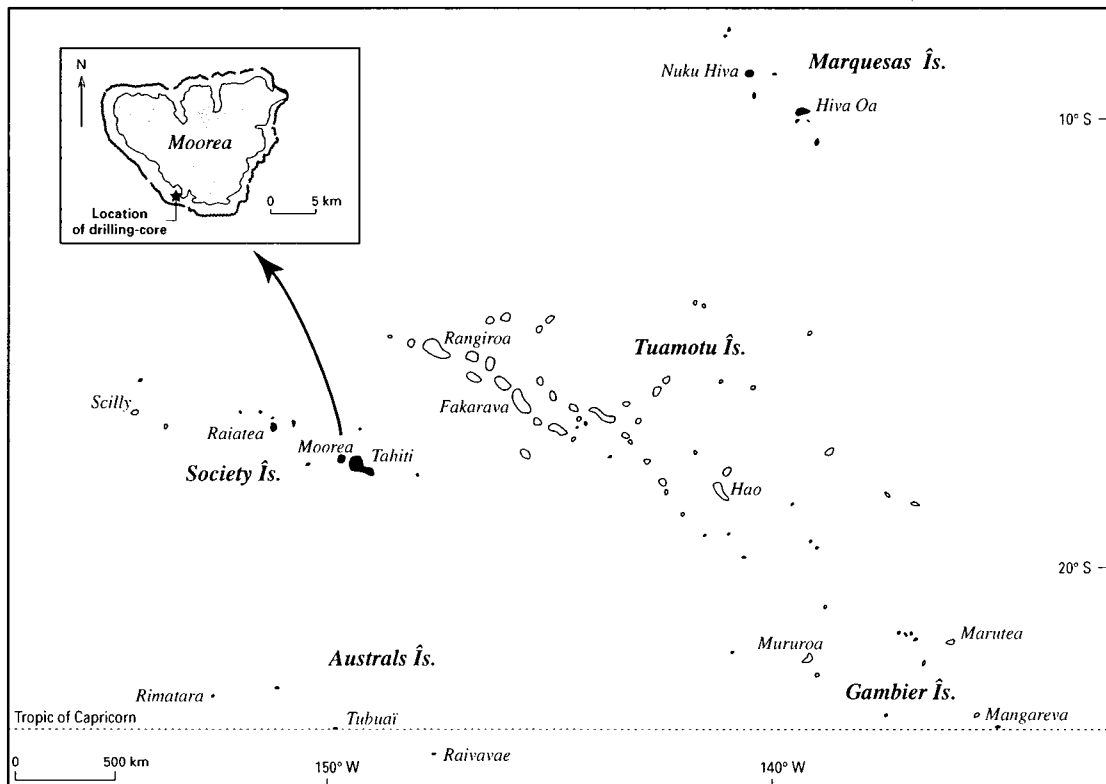 N
Moorea
Location
of drilling-core
0 5 km
Marquesas Îs.
Nuku Hiva
Hiva Oa
10° S
Rangiroa
Tuamotu Îs.
Scilly
Fakarava
Raiatea
Moorea
Tahiti
Society Îs.
Hao
20° S
Mururoa
Marutea
Australs Îs.
Rimatara
Gambier Îs.
Tropic of Capricorn
Tubuaï
Mangareva
Raivavae
0 500 km
150° W
140° W